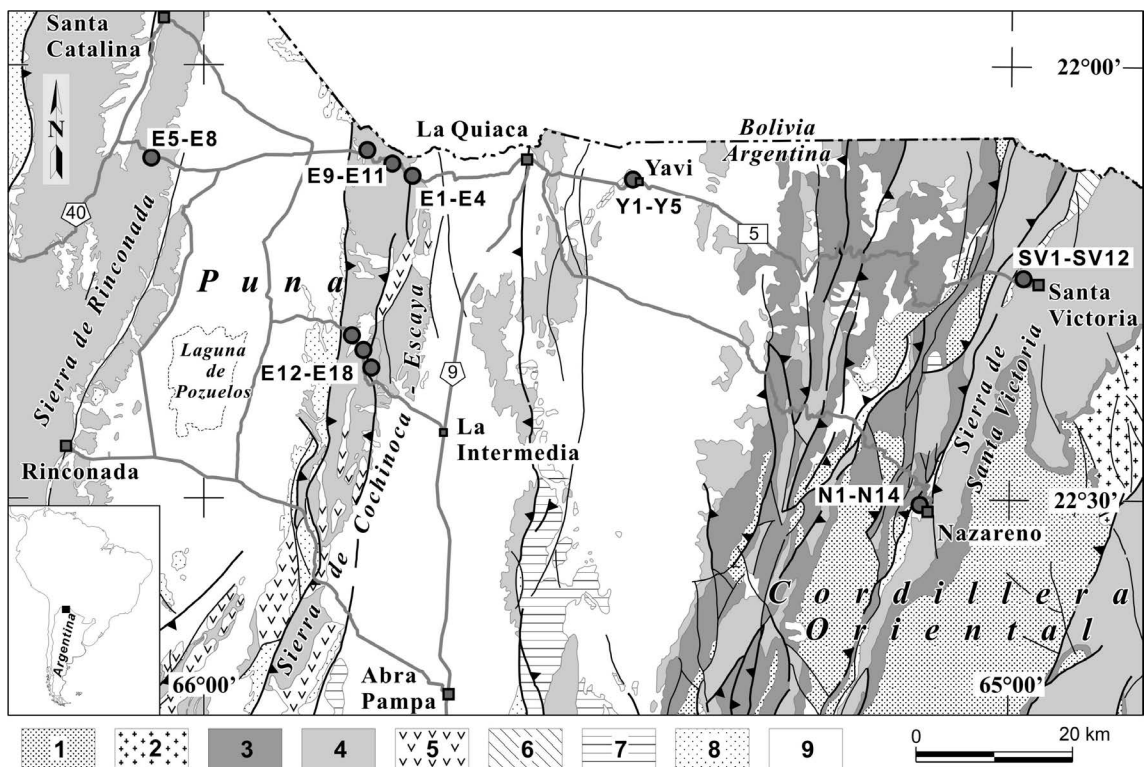 Santa
Catalina
22°00'
N
E5-E8
La Quiaca
Bolivia
Argentina
E9-E11
Yavi
E1-E4
Y1-Y5
40
5
SV1-SV12
Santa
Victoria
Sierra de Rinconada
Puna
Laguna
de
Pozuelos
E12-E18
9
Sierra de Cochinoca - Escaya
La
Intermedia
Sierra de
Santa Victoria
Rinconada
N1-N14
22°30'
Nazareno
Cordillera
Oriental
Argentina
66°00'
Abra
Pampa
65°00'
1 2 3 4 5 6 7 8 9
0 20 km